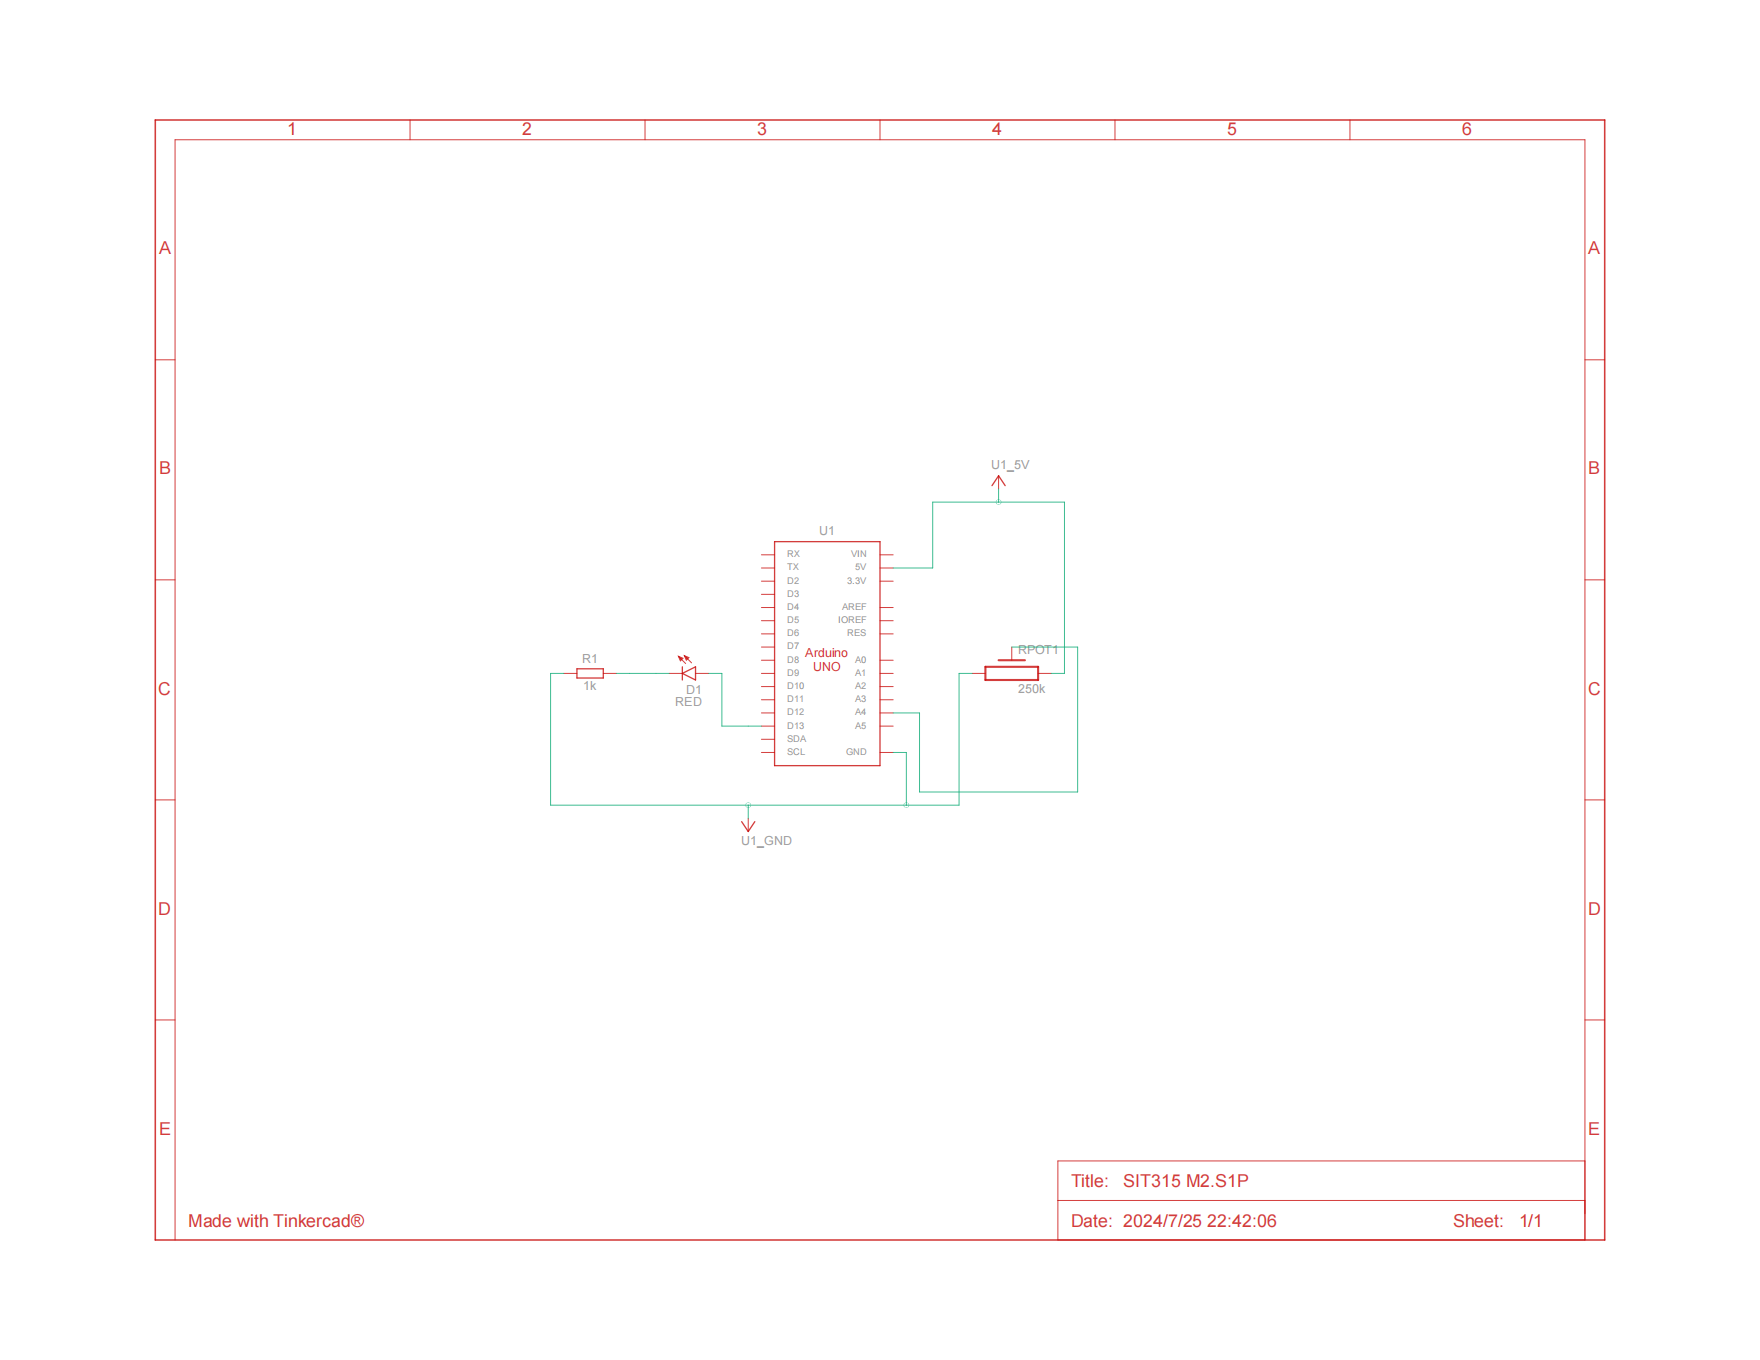 1 2 3 4 5 6
A A
U1_5V
B B
U1
RX VIN
TX 5V
D2 3.3V
D3
D4 AREF
D5 IOREF
D6 RES
D7
Arduino
UNO
RPOT1
R1
D8 A0
D9 A1
1k
D10 A2
D1
RED
250k
C C
D11 A3
D12 A4
D13 A5
SDA
SCL GND
U1_GND
D D
E E
Title: SIT315 M2.S1P
Made with Tinkercad®
Date: 2024/7/25 22:42:06 Sheet: 1/1